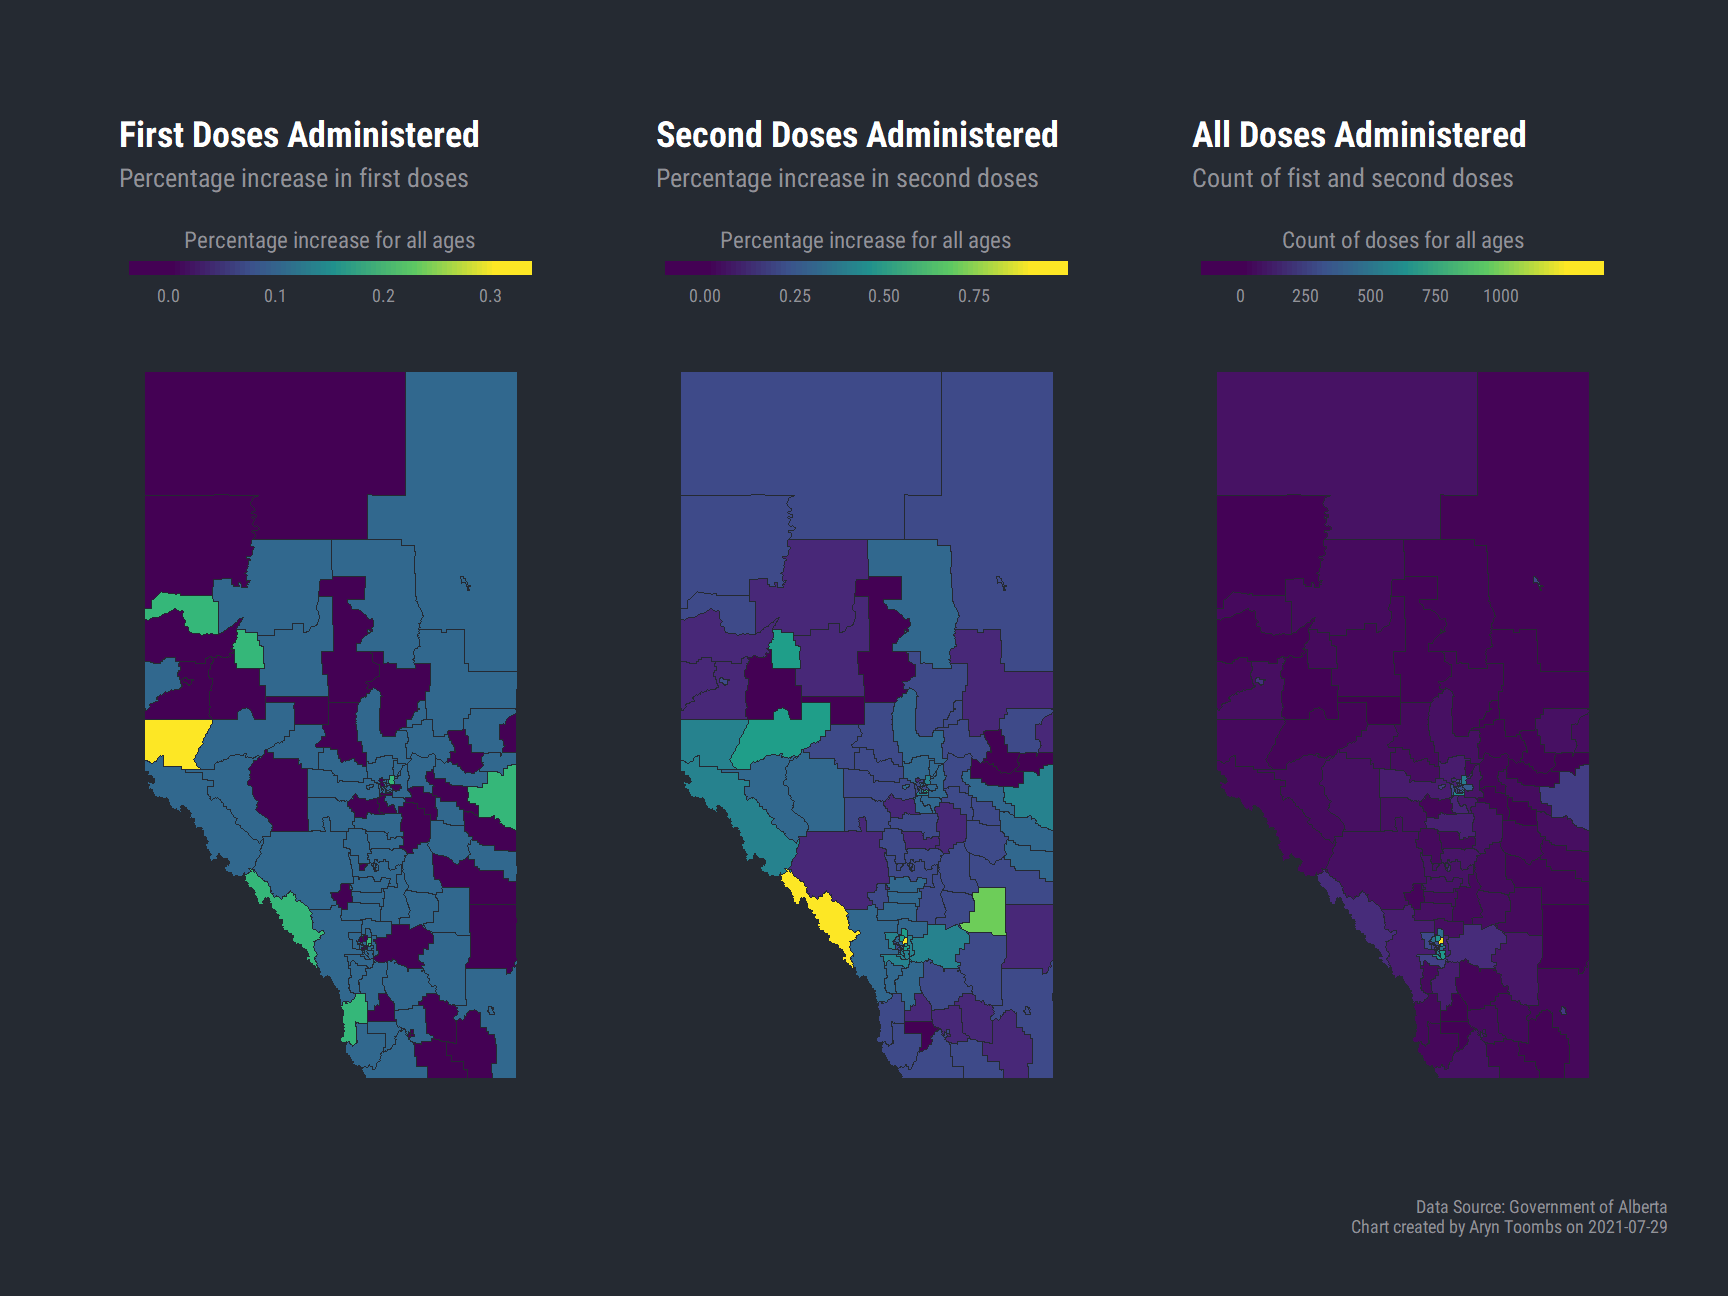 First Doses Administered
Percentage increase in first doses
Percentage increase for all ages
0.0 0.1 0.2 0.3
Second Doses Administered
Percentage increase in second doses
Percentage increase for all ages
0.00 0.25 0.50 0.75
All Doses Administered
Count of fist and second doses
Count of doses for all ages
0 250 500 750 1000
Data Source: Government of Alberta
Chart created by Aryn Toombs on 2021-07-29